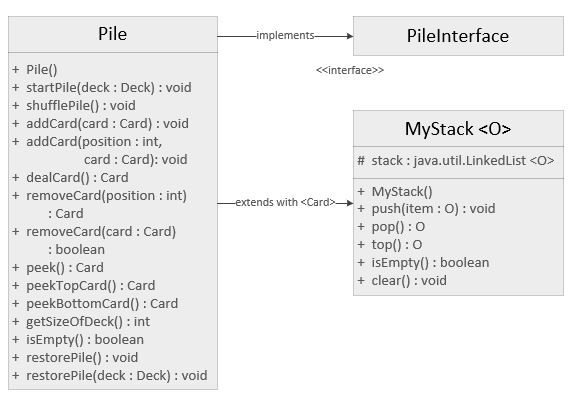 Pile
+ Pile()
+ startPile(deck : Deck) : void
+ shufflePile() : void
+ addCard(card : Card) : void
+ addCard(position : int,
card : Card): void
+ dealCard() : Card
+ removeCard(position : int)
: Card
+ removeCard(card : Card)
: boolean
+ peek() : Card
+ peekTopCard() : Card
+ peekBottomCard() : Card
+ getSizeOfDeck() : int
+ isEmpty() : boolean
+ restorePile() : void
+ restorePile(deck : Deck) : void
implements
PileInterface
<<interface>>
extends with <Card>
MyStack <O>
# stack : java.util.LinkedList <O>
+ MyStack()
+ push(item : O) : void
+ pop() : O
+ top() : O
+ isEmpty() : boolean
+ clear() : void